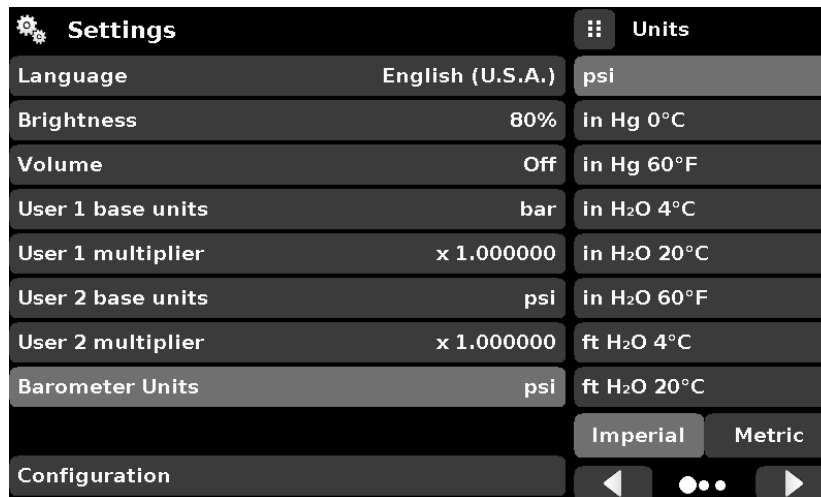 Settings
Language English (U.S.A.)
Brightness 80%
Volume Off
User 1 base units bar
User 1 multiplier x 1.000000
User 2 base units psi
User 2 multiplier x 1.000000
Barometer Units psi
Configuration
Units
psi
in Hg 0°C
in Hg 60°F
in H₂O 4°C
in H₂O 20°C
in H₂O 60°F
ft H₂O 4°C
ft H₂O 20°C
Imperial Metric